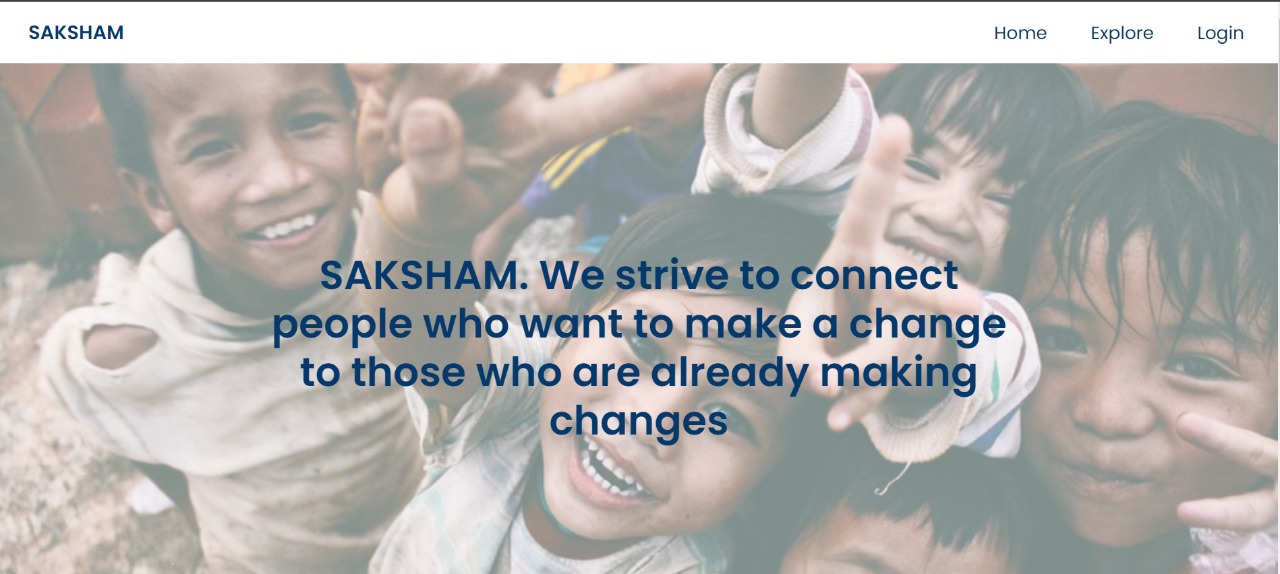 SAKSHAM
Home Explore Login
SAKSHAM. We strive to connect
people who want to make a change
to those who are already making
changes